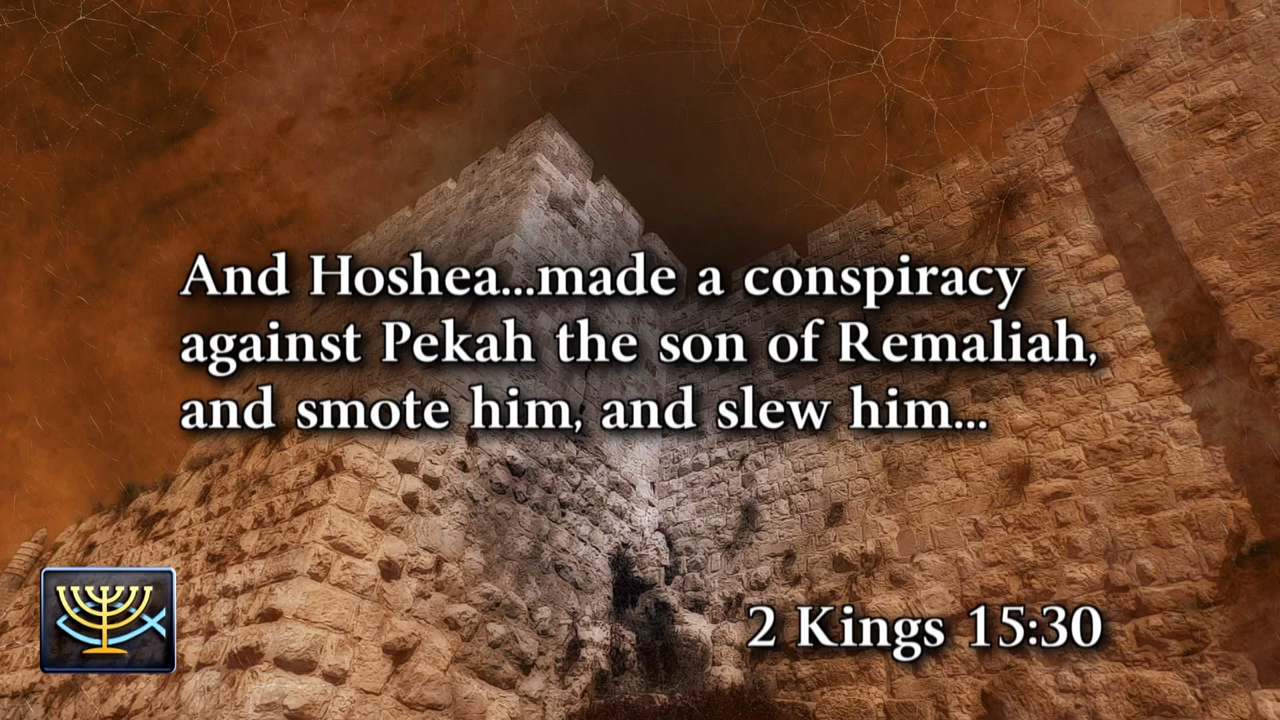 And Hoshea...made a conspiracy
against Pekah the son of Remaliah,
and smote him, and slew him...
2 Kings 15:30